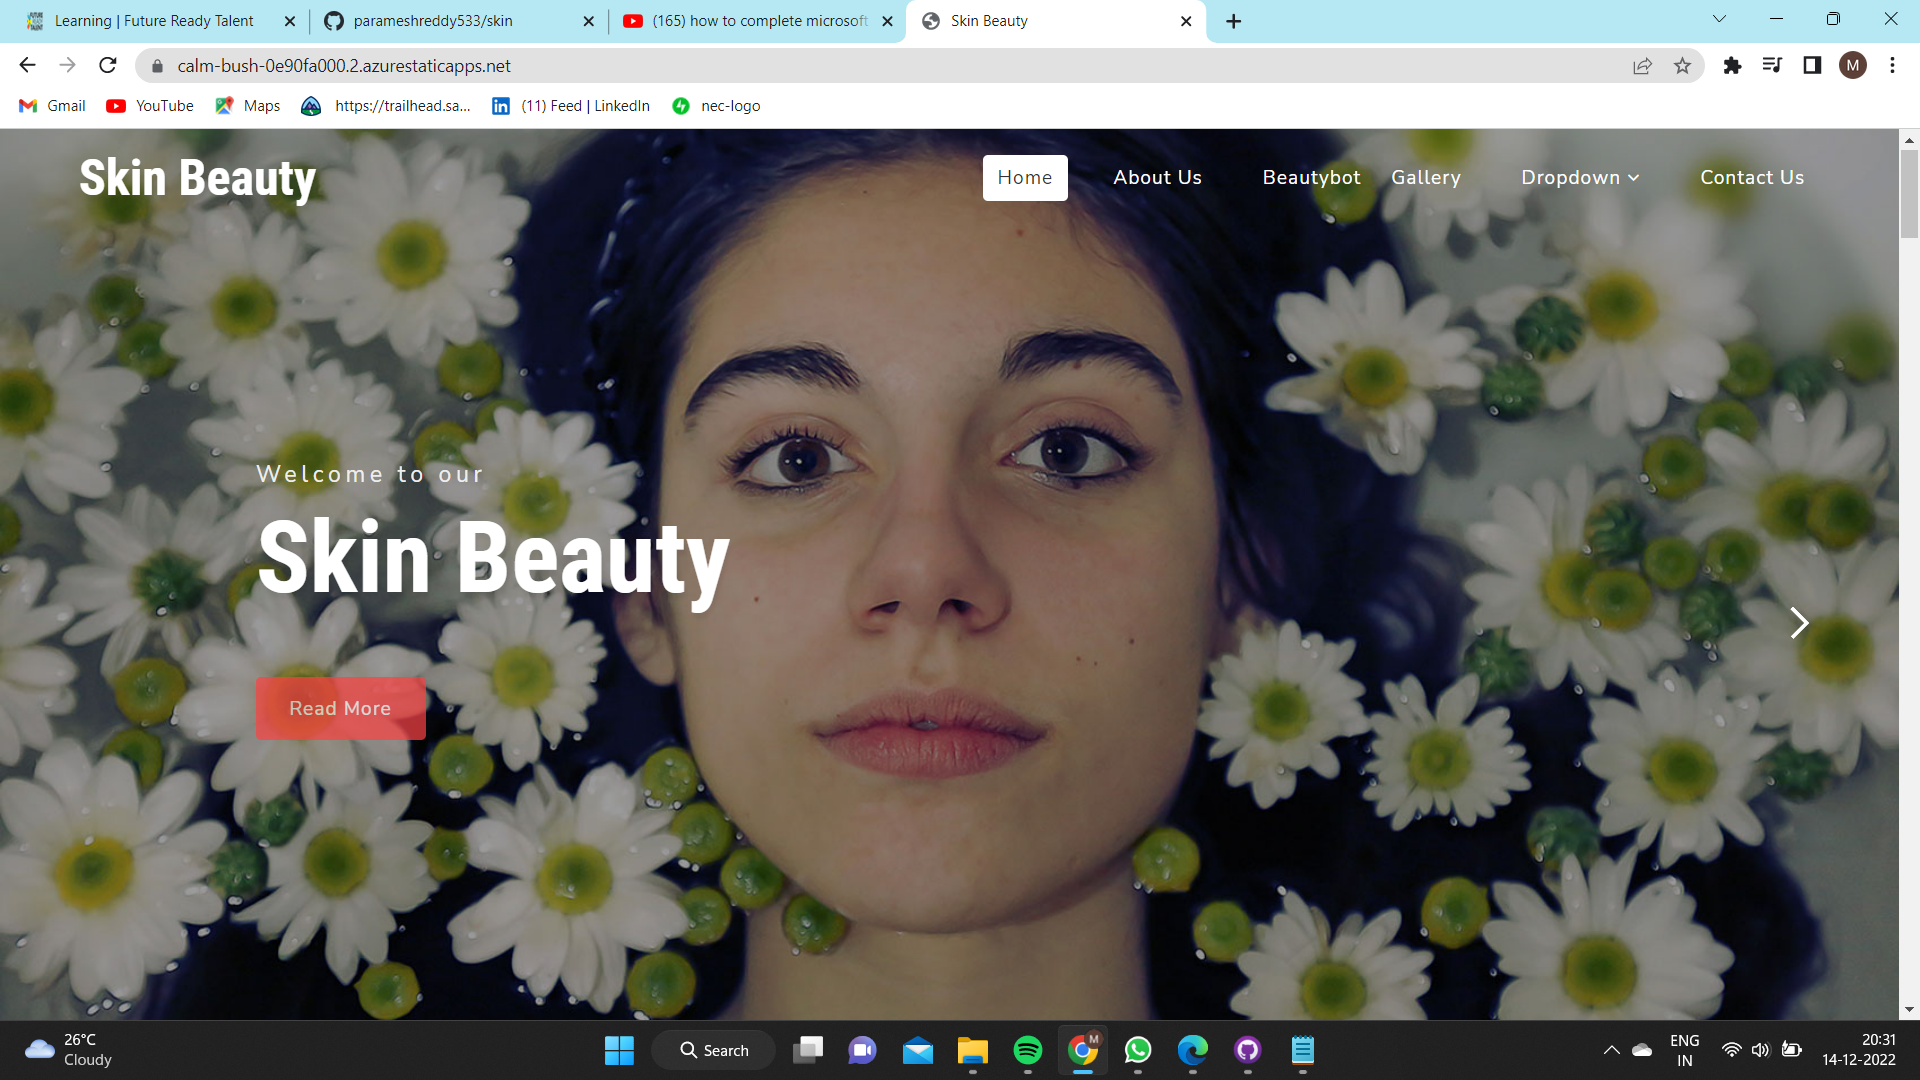 Learning | Future Ready Talent
parameshreddy533/skin
(165) how to complete microsoft
Skin Beauty
calm-bush-0e90fa000.2.azurestaticapps.net
M
Gmail
YouTube
Maps
https://trailhead.sa...
(11) Feed | LinkedIn
nec-logo
Skin Beauty
Home
About Us
Beautybot
Gallery
Dropdown
Contact Us
Welcome to our
Skin Beauty
Read More
26°C
Cloudy
Search
M
ENG
IN
20:31
14-12-2022